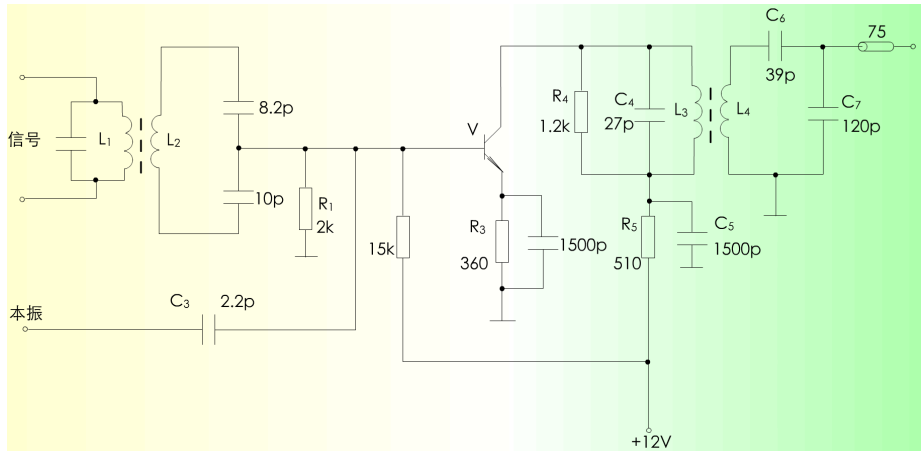 C6
75
39p
信号
L1
L2
8.2p
V
R4
1.2k
C4
27p
L3
L4
C7
120p
10p
R1
2k
15k
R3
360
1500p
R5
510
C5
1500p
本振
C3
2.2p
+12V